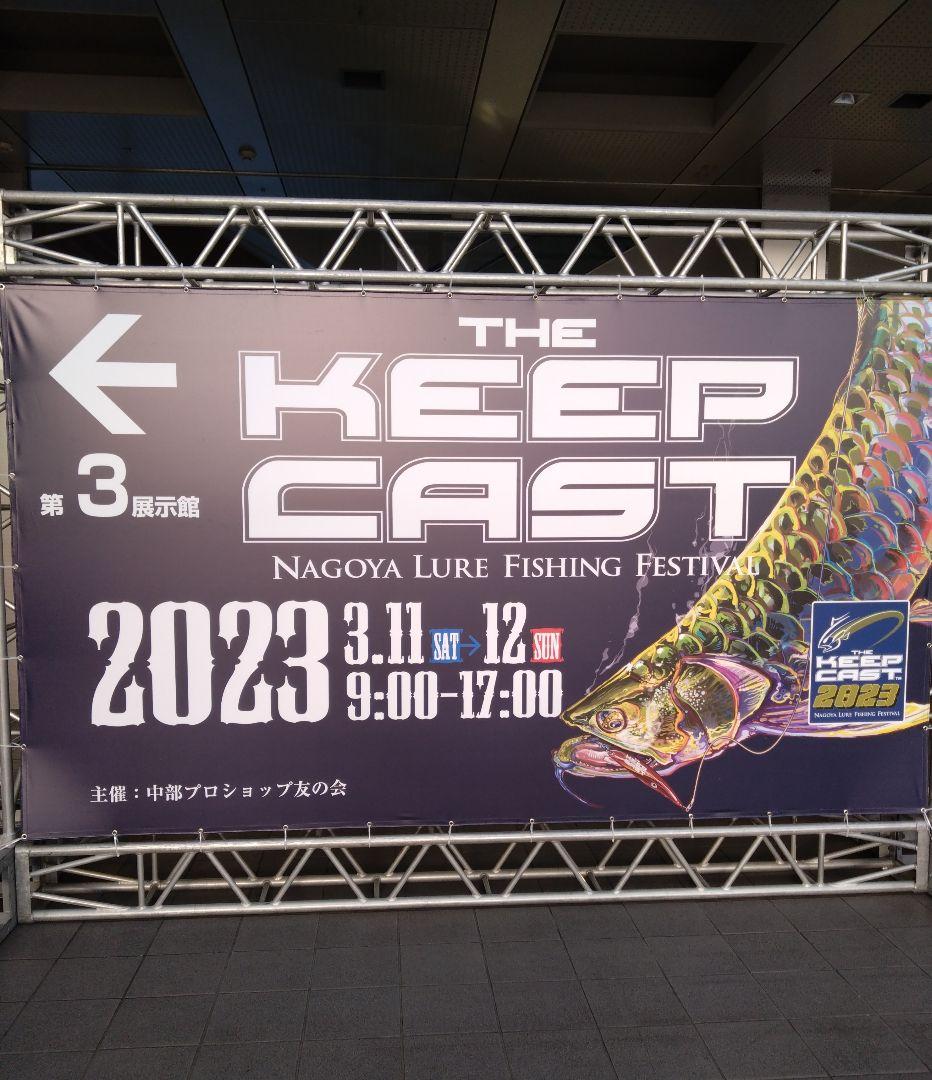 THE
KEEP
CAST
NAGOYA LURE FISHING FESTIVAL
第3展示館
2023 3.11 SAT → 12 SUN
9:00-17:00
主催：中部プロショップ友の会
THE
KEEP
CAST™
2023
NAGOYA LURE FISHING FESTIVAL